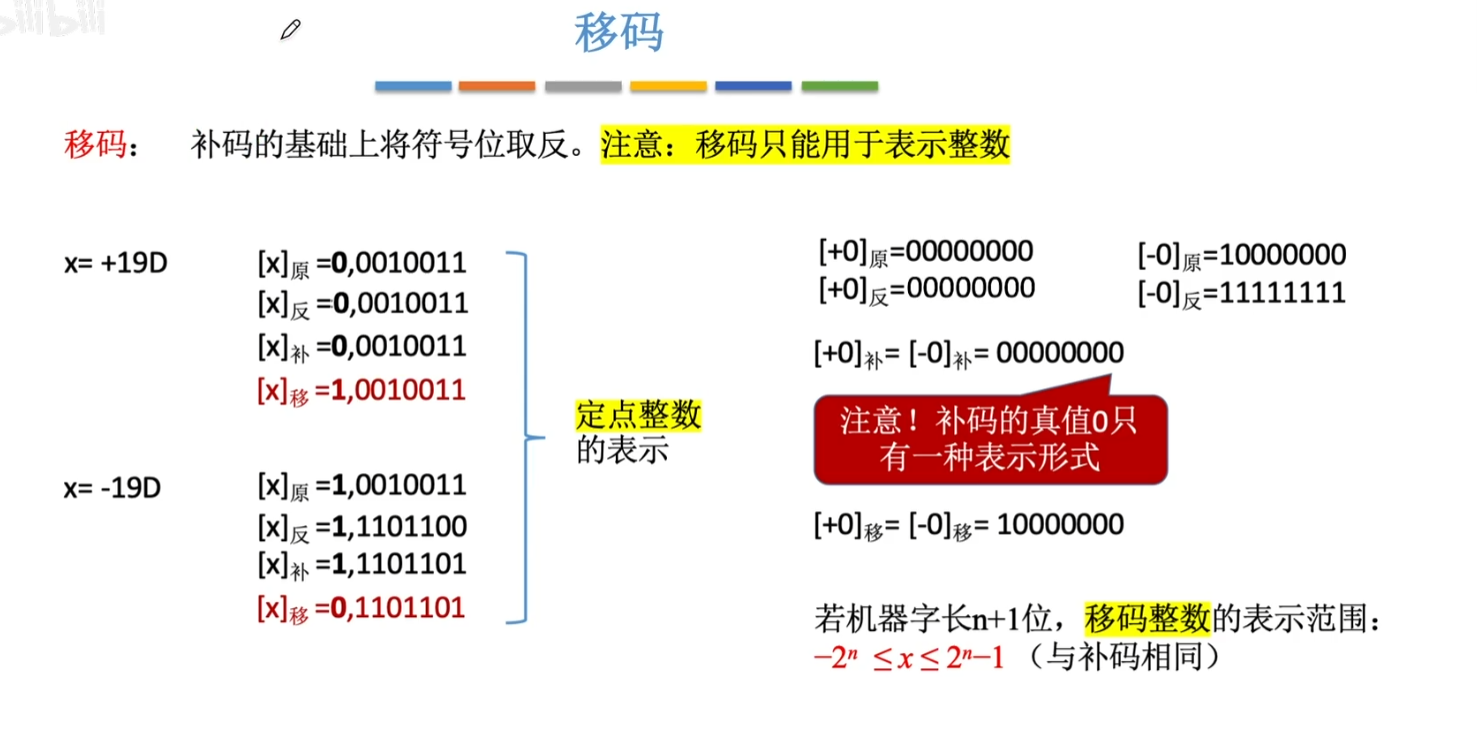 bilibili
移码
移码： 补码的基础上将符号位取反。注意：移码只能用于表示整数
x= +19D
[x]原 =0,0010011
[x]反 =0,0010011
[x]补 =0,0010011
[x]移 =1,0010011
x= -19D
[x]原 =1,0010011
[x]反 =1,1101100
[x]补 =1,1101101
[x]移 =0,1101101
定点整数
的表示
[+0]原=00000000 [-0]原=10000000
[+0]反=00000000 [-0]反=11111111
[+0]补= [-0]补= 00000000
注意！补码的真值0只
有一种表示形式
[+0]移= [-0]移= 10000000
若机器字长n+1位，移码整数的表示范围：
−2ⁿ ≤x≤ 2ⁿ−1 （与补码相同）